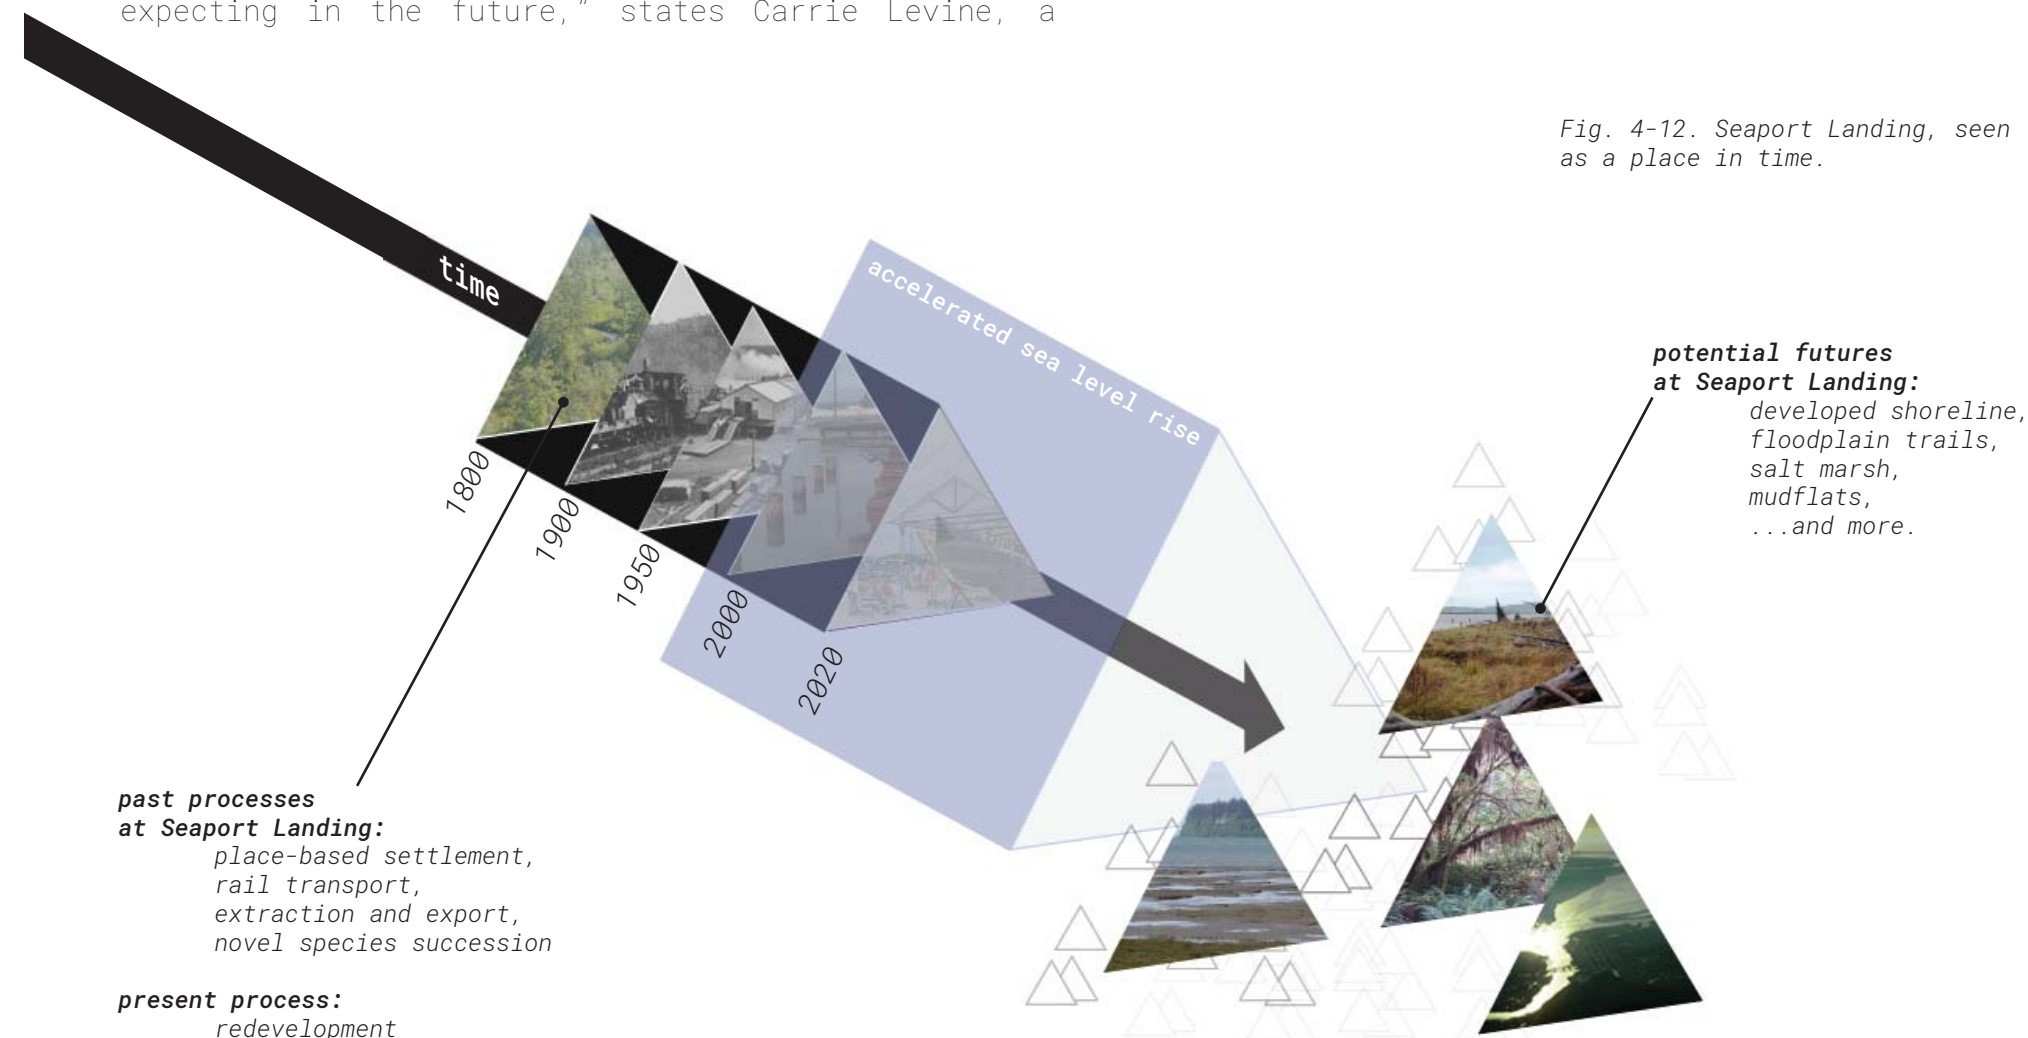 expecting in the future,” states Carrie Levine, a
Fig. 4-12. Seaport Landing, seen
as a place in time.
time
accelerated sea level rise
1800
1900
1950
2000
2020
potential futures
at Seaport Landing:
developed shoreline,
floodplain trails,
salt marsh,
mudflats,
...and more.
past processes
at Seaport Landing:
place-based settlement,
rail transport,
extraction and export,
novel species succession
present process:
redevelopment